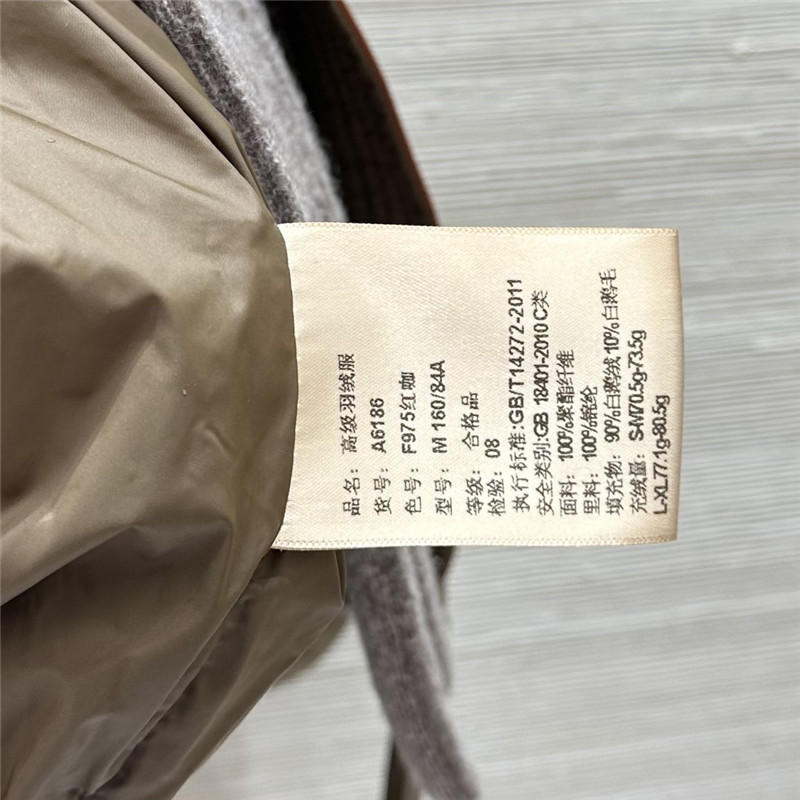 品名: 高级羽绒服
货号: A6186
色号: F975红咖
型号: M 160/84A
等级: 合格品
检验: 08
执行标准:GB/T14272-2011
安全类别:GB 18401-2010 C类
面料: 100%聚酯纤维
里料: 100%锦纶
填充物: 90%白鹅绒 10%白鹅毛
充绒量: S-M70.5g-73.5g
L-XL77.1g-80.5g